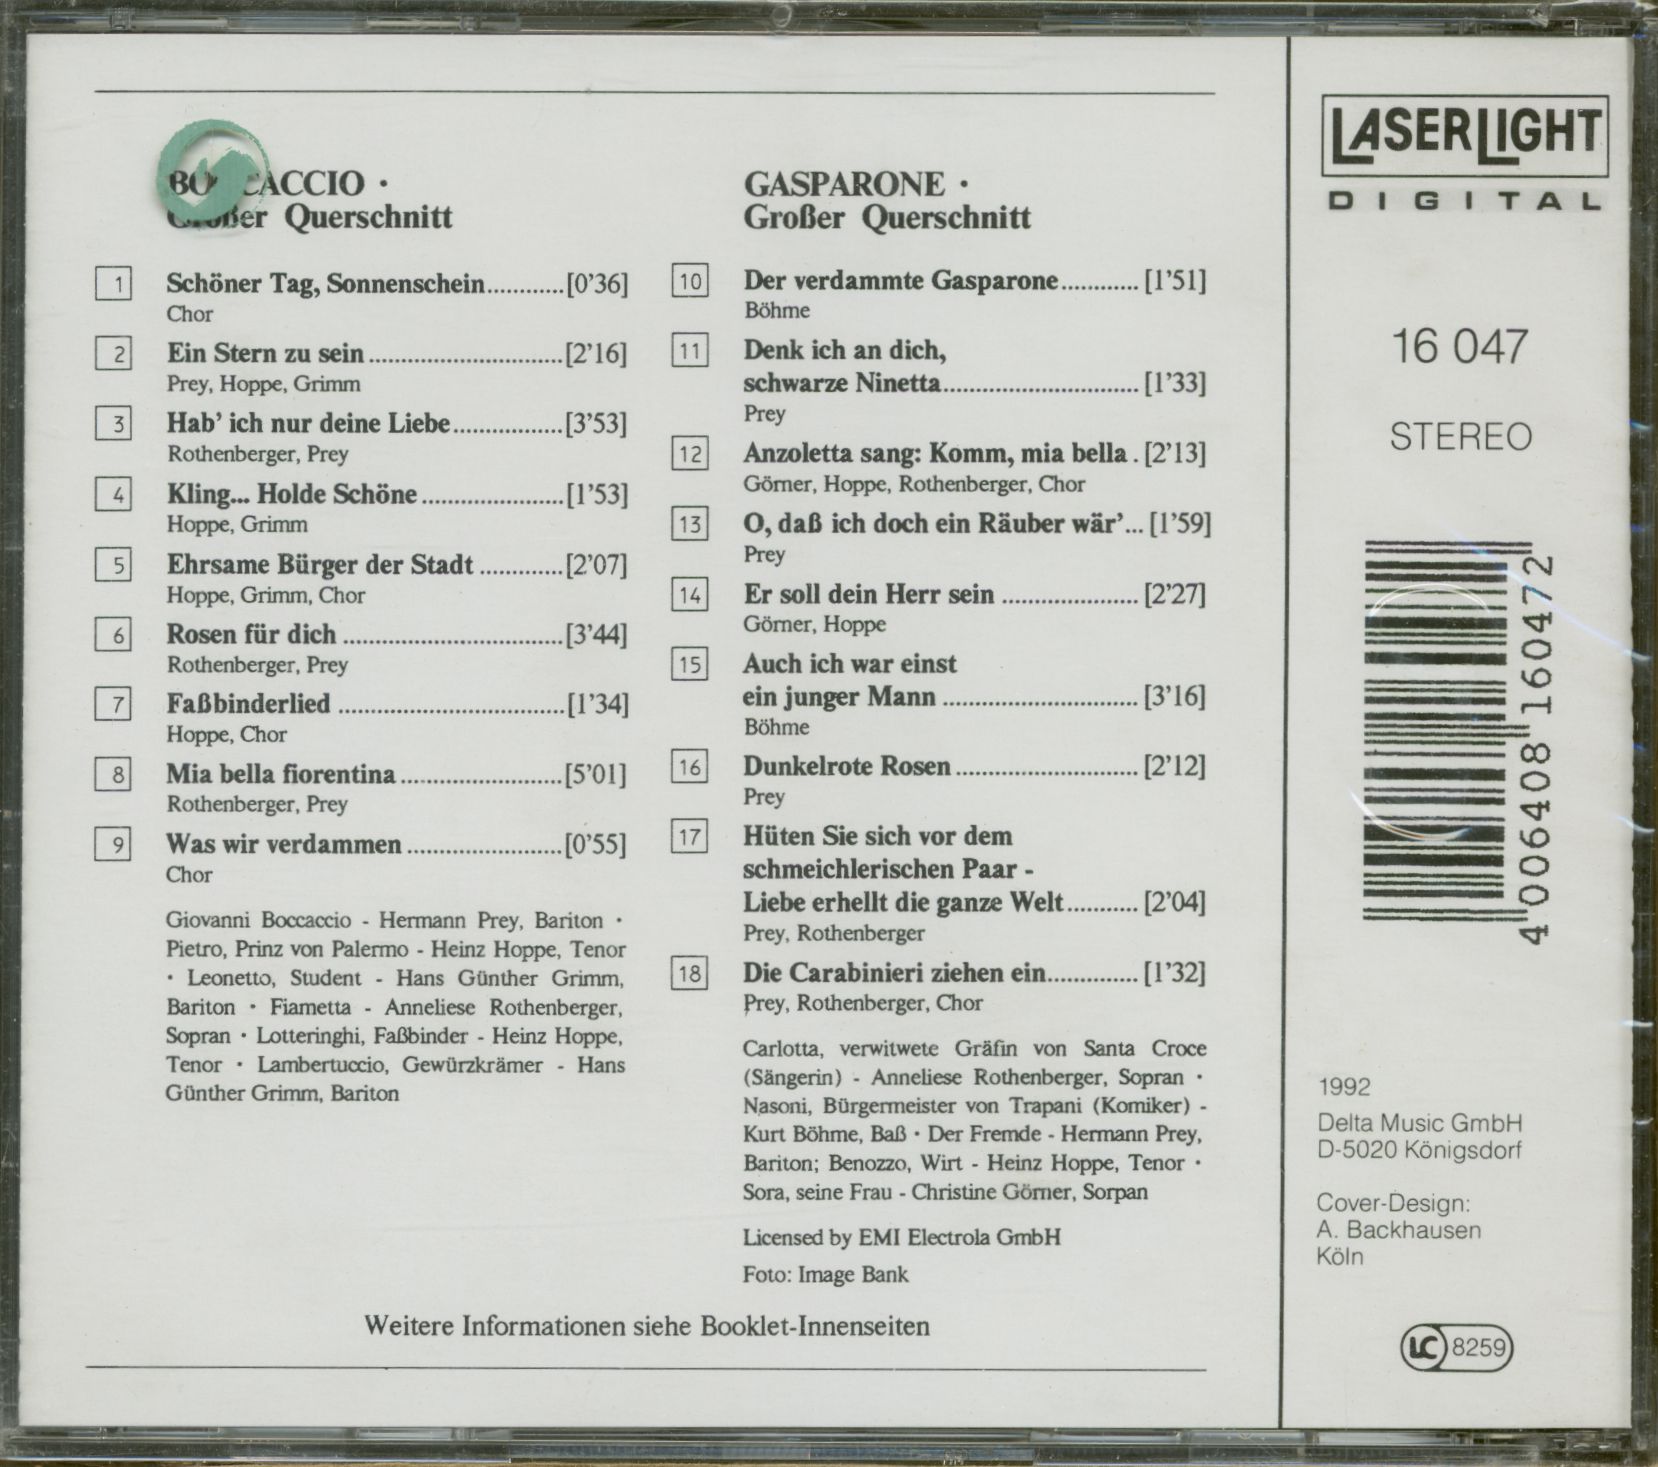 BOCCACCIO ·
Großer Querschnitt
1 Schöner Tag, Sonnenschein............[0'36]
Chor
2 Ein Stern zu sein ..............................[2'16]
Prey, Hoppe, Grimm
3 Hab' ich nur deine Liebe.................[3'53]
Rothenberger, Prey
4 Kling... Holde Schöne ......................[1'53]
Hoppe, Grimm
5 Ehrsame Bürger der Stadt .............[2'07]
Hoppe, Grimm, Chor
6 Rosen für dich ..................................[3'44]
Rothenberger, Prey
7 Faßbinderlied ...................................[1'34]
Hoppe, Chor
8 Mia bella fiorentina.........................[5'01]
Rothenberger, Prey
9 Was wir verdammen ........................[0'55]
Chor
Giovanni Boccaccio - Hermann Prey, Bariton ·
Pietro, Prinz von Palermo - Heinz Hoppe, Tenor
· Leonetto, Student - Hans Günther Grimm,
Bariton · Fiametta - Anneliese Rothenberger,
Sopran · Lotteringhi, Faßbinder - Heinz Hoppe,
Tenor · Lambertuccio, Gewürzkrämer - Hans
Günther Grimm, Bariton
GASPARONE ·
Großer Querschnitt
10 Der verdammte Gasparone............ [1'51]
Böhme
11 Denk ich an dich,
schwarze Ninetta.............................. [1'33]
Prey
12 Anzoletta sang: Komm, mia bella . [2'13]
Görner, Hoppe, Rothenberger, Chor
13 O, daß ich doch ein Räuber wär'... [1'59]
Prey
14 Er soll dein Herr sein ..................... [2'27]
Görner, Hoppe
15 Auch ich war einst
ein junger Mann .............................. [3'16]
Böhme
16 Dunkelrote Rosen............................ [2'12]
Prey
17 Hüten Sie sich vor dem
schmeichlerischen Paar -
Liebe erhellt die ganze Welt........... [2'04]
Prey, Rothenberger
18 Die Carabinieri ziehen ein.............. [1'32]
Prey, Rothenberger, Chor
Carlotta, verwitwete Gräfin von Santa Croce
(Sängerin) - Anneliese Rothenberger, Sopran ·
Nasoni, Bürgermeister von Trapani (Komiker) -
Kurt Böhme, Baß · Der Fremde - Hermann Prey,
Bariton; Benozzo, Wirt - Heinz Hoppe, Tenor ·
Sora, seine Frau - Christine Görner, Sorpan
Licensed by EMI Electrola GmbH
Foto: Image Bank
Weitere Informationen siehe Booklet-Innenseiten
LASERLIGHT
DIGITAL
16 047
STEREO
4 006408 160472
1992
Delta Music GmbH
D-5020 Königsdorf
Cover-Design:
A. Backhausen
Köln
LC 8259